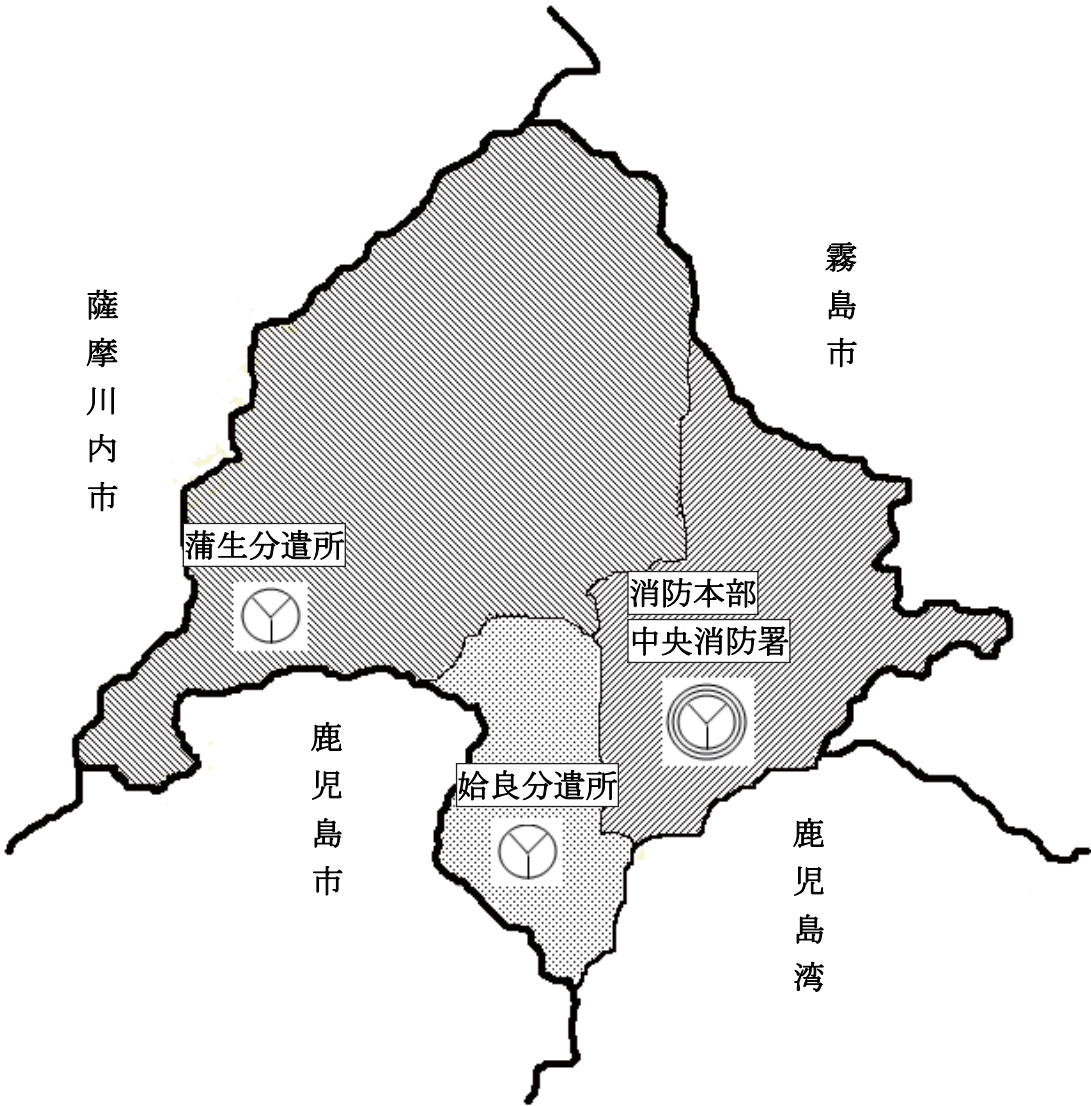 霧島市
薩摩川内市
蒲生分遣所
消防本部
中央消防署
鹿児島市
姶良分遣所
鹿児島湾